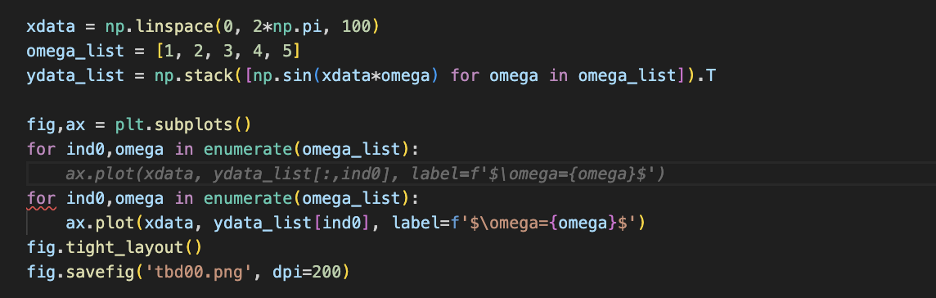 xdata = np.linspace(0, 2*np.pi, 100)
omega_list = [1, 2, 3, 4, 5]
ydata_list = np.stack([np.sin(xdata*omega) for omega in omega_list]).T

fig,ax = plt.subplots()
for ind0,omega in enumerate(omega_list):
    ax.plot(xdata, ydata_list[:,ind0], label=f'$\omega={omega}$')
for ind0,omega in enumerate(omega_list):
    ax.plot(xdata, ydata_list[ind0], label=f'$\omega={omega}$')
fig.tight_layout()
fig.savefig('tbd00.png', dpi=200)